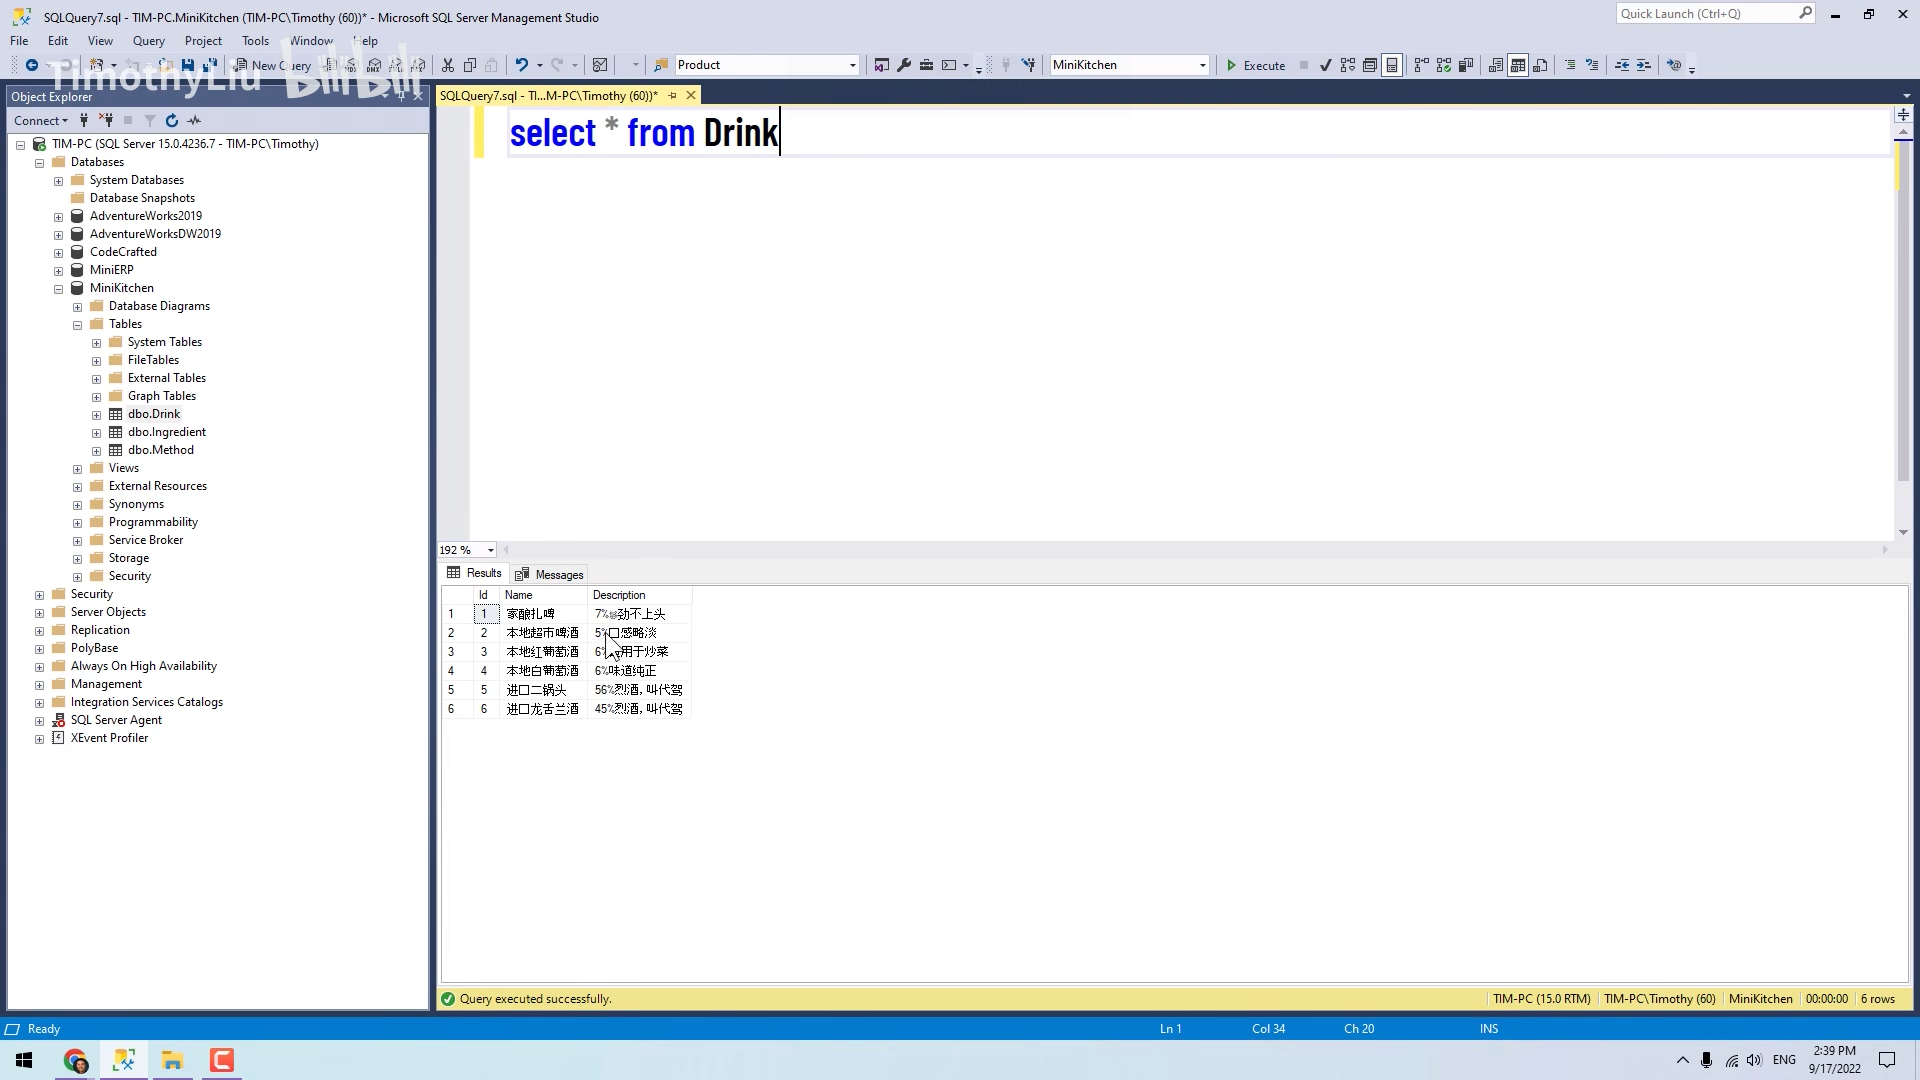 SQLQuery7.sql - TIM-PC.MiniKitchen (TIM-PC\Timothy (60))* - Microsoft SQL Server Management Studio
Quick Launch (Ctrl+Q)
File Edit View Query Project Tools Window Help
New Query
Product
MiniKitchen
Execute
TimothyLiu bilibili
Object Explorer
SQLQuery7.sql - TI...M-PC\Timothy (60))*
Connect
select * from Drink
TIM-PC (SQL Server 15.0.4236.7 - TIM-PC\Timothy)
Databases
System Databases
Database Snapshots
AdventureWorks2019
AdventureWorksDW2019
CodeCrafted
MiniERP
MiniKitchen
Database Diagrams
Tables
System Tables
FileTables
External Tables
Graph Tables
dbo.Drink
dbo.Ingredient
dbo.Method
Views
External Resources
Synonyms
Programmability
Service Broker
Storage
Security
Security
Server Objects
Replication
PolyBase
Always On High Availability
Management
Integration Services Catalogs
SQL Server Agent
XEvent Profiler
192 %
Results Messages
Id Name Description
1 1 家酿扎啤 7% 劲不上头
2 2 本地超市啤酒 5%口感略淡
3 3 本地红葡萄酒 6% 用于炒菜
4 4 本地白葡萄酒 6%味道纯正
5 5 进口二锅头 56%烈酒, 叫代驾
6 6 进口龙舌兰酒 45%烈酒, 叫代驾
Query executed successfully.
TIM-PC (15.0 RTM) TIM-PC\Timothy (60) MiniKitchen 00:00:00 6 rows
Ready
Ln 1 Col 34 Ch 20 INS
ENG
2:39 PM
9/17/2022